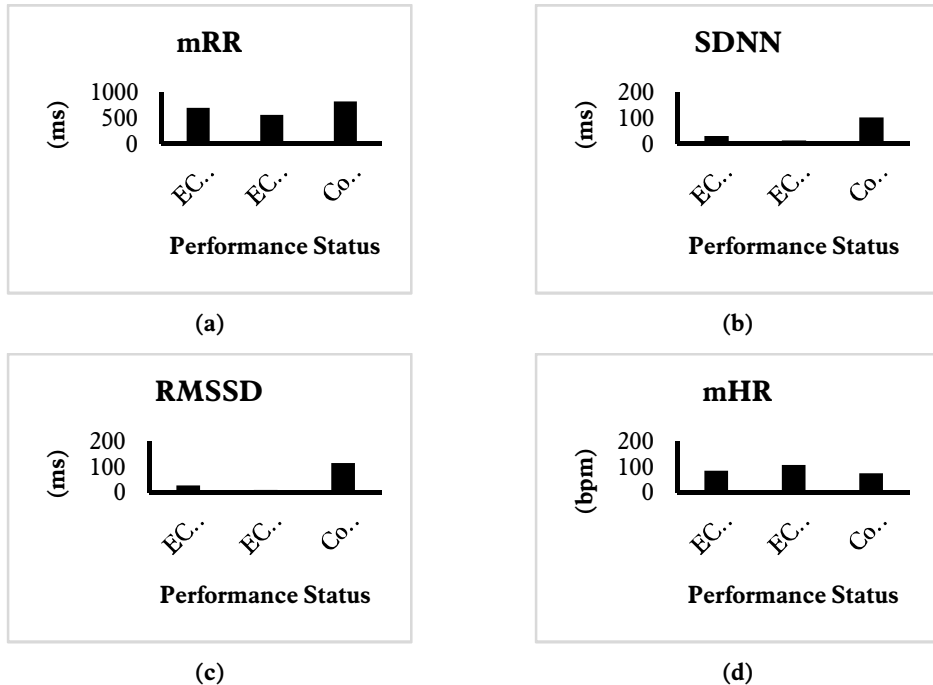 mRR
(ms)
1000
500
0
EC..
EC..
Co..
Performance Status
(a)
SDNN
(ms)
200
100
0
EC..
EC..
Co..
Performance Status
(b)
RMSSD
(ms)
200
100
0
EC..
EC..
Co..
Performance Status
(c)
mHR
(bpm)
200
100
0
EC..
EC..
Co..
Performance Status
(d)